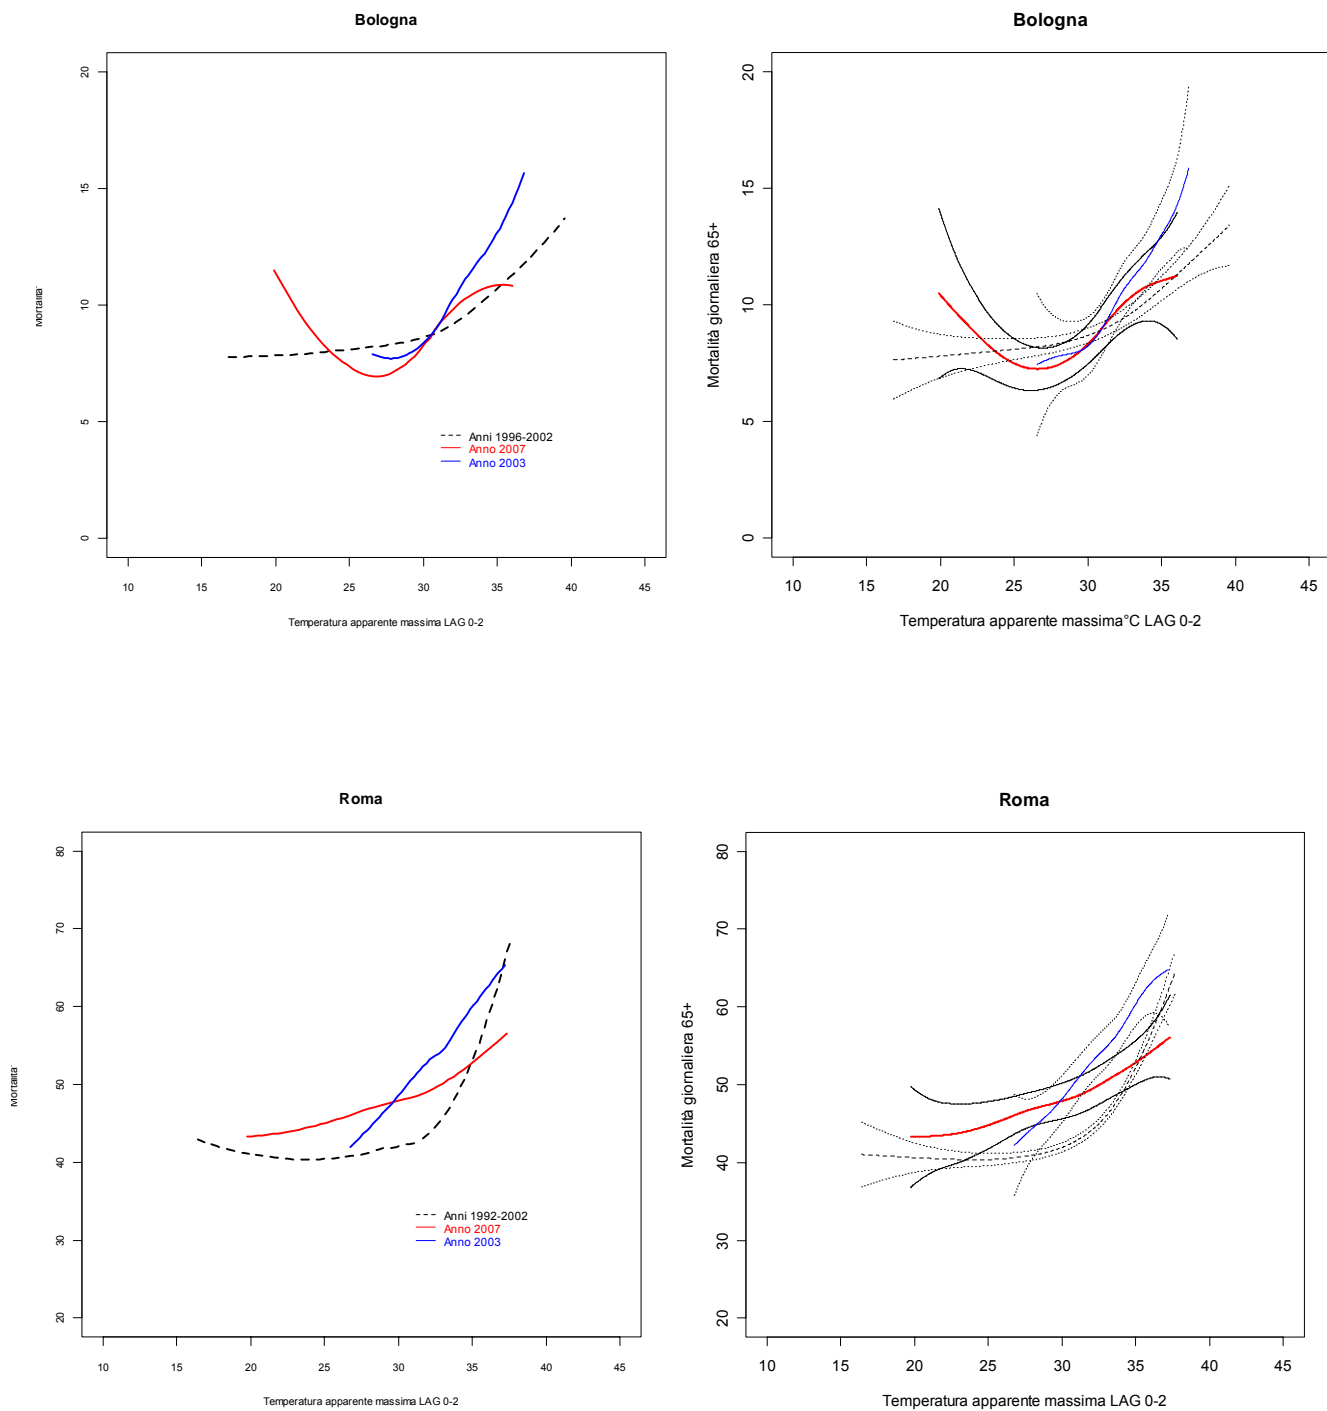 Bologna
Bologna
20
15
10
5
0
Mortalita'
10 15 20 25 30 35 40 45
Temperatura apparente massima LAG 0-2
Anni 1996-2002
Anno 2007
Anno 2003
20
15
10
5
0
Mortalità giornaliera 65+
10 15 20 25 30 35 40 45
Temperatura apparente massima°C LAG 0-2
Roma
Roma
80
70
60
50
40
30
20
Mortalita'
10 15 20 25 30 35 40 45
Temperatura apparente massima LAG 0-2
Anni 1992-2002
Anno 2007
Anno 2003
80
70
60
50
40
30
20
Mortalità giornaliera 65+
10 15 20 25 30 35 40 45
Temperatura apparente massima LAG 0-2